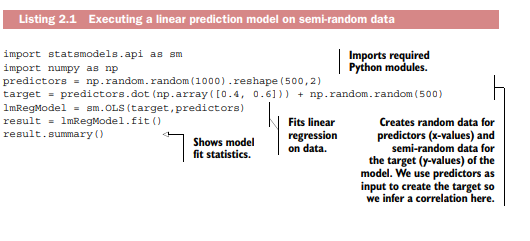 Listing 2.1 Executing a linear prediction model on semi-random data
import statsmodels.api as sm
import numpy as np
predictors = np.random.random(1000).reshape(500,2)
target = predictors.dot(np.array([0.4, 0.6])) + np.random.random(500)
lmRegModel = sm.OLS(target,predictors)
result = lmRegModel.fit()
result.summary()
Imports required
Python modules.
Shows model
fit statistics.
Fits linear
regression
on data.
Creates random data for
predictors (x-values) and
semi-random data for
the target (y-values) of the
model. We use predictors as
input to create the target so
we infer a correlation here.